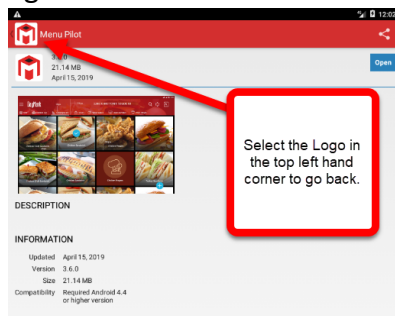 12:02
Menu Pilot
21.14 MB
April 15, 2019
Open
Select the Logo in
the top left hand
corner to go back.
DESCRIPTION
INFORMATION
Updated April 15, 2019
Version 3.6.0
Size 21.14 MB
Compatibility Required Android 4.4
or higher version